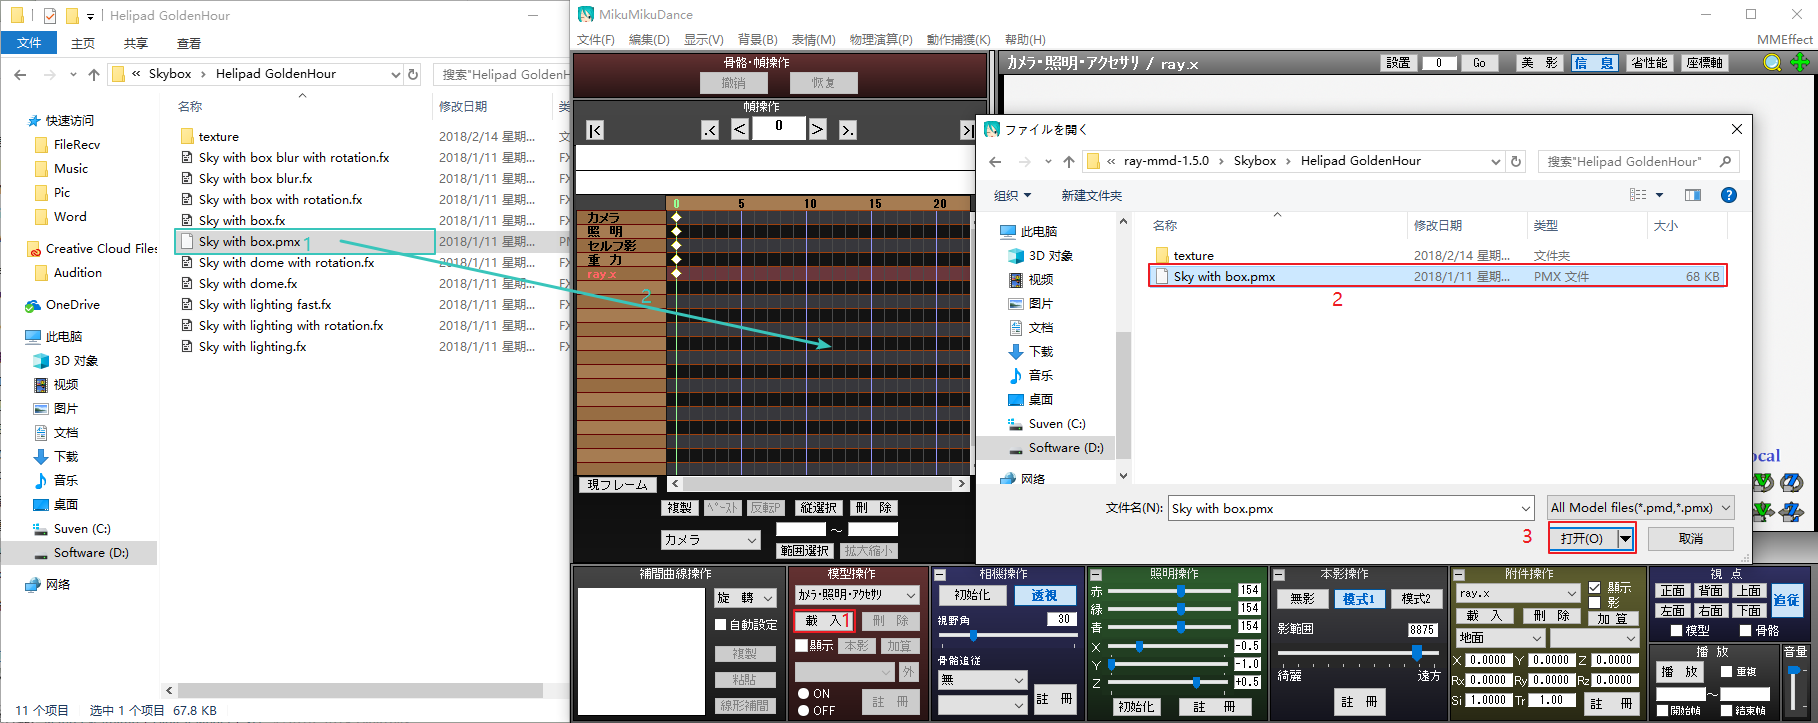 Helipad GoldenHour
文件 主页 共享 查看
« Skybox › Helipad GoldenHour
搜索"Helipad GoldenH
名称 修改日期 类
快速访问
FileRecv
Music
Pic
Word
Creative Cloud Files
Audition
OneDrive
此电脑
3D 对象
视频
图片
文档
下载
音乐
桌面
Suven (C:)
Software (D:)
网络
texture 2018/2/14 星期... 文
Sky with box blur with rotation.fx 2018/1/11 星期... FX
Sky with box blur.fx 2018/1/11 星期... FX
Sky with box with rotation.fx 2018/1/11 星期... FX
Sky with box.fx 2018/1/11 星期... FX
Sky with box.pmx 1 2018/1/11 星期... PM
Sky with dome with rotation.fx 2018/1/11 星期... FX
Sky with dome.fx 2018/1/11 星期... FX
Sky with lighting fast.fx 2018/1/11 星期... FX
Sky with lighting with rotation.fx 2018/1/11 星期... FX
Sky with lighting.fx 2018/1/11 星期... FX
11 个项目 选中 1 个项目 67.8 KB
MikuMikuDance
文件(F) 編集(D) 显示(V) 背景(B) 表情(M) 物理演算(P) 動作捕獲(K) 帮助(H) MMEffect
骨骼・幀操作
撤销 恢复
幀操作
|< .< < 0 > >. >|
0 5 10 15 20
カメラ
照 明
セルフ影
重 力
ray.x
2
現フレーム
複製 ペースト 反転P 縦選択 刪 除
カメラ ～
範囲選択 拡大縮小
カメラ・照明・アクセサリ / ray.x
設置 0 Go 美 影 信 息 省性能 座標軸
ocal
ファイルを開く
« ray-mmd-1.5.0 › Skybox › Helipad GoldenHour
搜索"Helipad GoldenHour"
组织 新建文件夹
名称 修改日期 类型 大小
此电脑
3D 对象
视频
图片
文档
下载
音乐
桌面
Suven (C:)
Software (D:)
网络
texture 2018/2/14 星期... 文件夹
Sky with box.pmx 2018/1/11 星期... PMX 文件 68 KB
2
文件名(N): Sky with box.pmx All Model files(*.pmd,*.pmx)
3 打开(O) 取消
補間曲線操作
旋 轉
自動設定
複製
粘貼
線形補間
模型操作
カメラ・照明・アクセサリ
載 入 1 刪 除
顯示 本影 加算
外
ON
OFF
註 冊
相機操作
初始化 透視
視野角 30
骨骼追従
無
註 冊
照明操作
赤 154
緑 154
青 154
X -0.5
Y -1.0
Z +0.5
初始化 註 冊
本影操作
無影 模式1 模式2
影範囲 8875
綺麗 遠方
註 冊
附件操作
ray.x 顯示
影
載 入 刪 除 加 算
地面
X 0.0000 Y 0.0000 Z 0.0000
Rx 0.0000 Ry 0.0000 Rz 0.0000
Si 1.0000 Tr 1.00 註 冊
視 点
正面 背面 上面
左面 右面 下面
追従
模型 骨骼
播 放
播 放 重複
～
開始幀 結束幀
音量